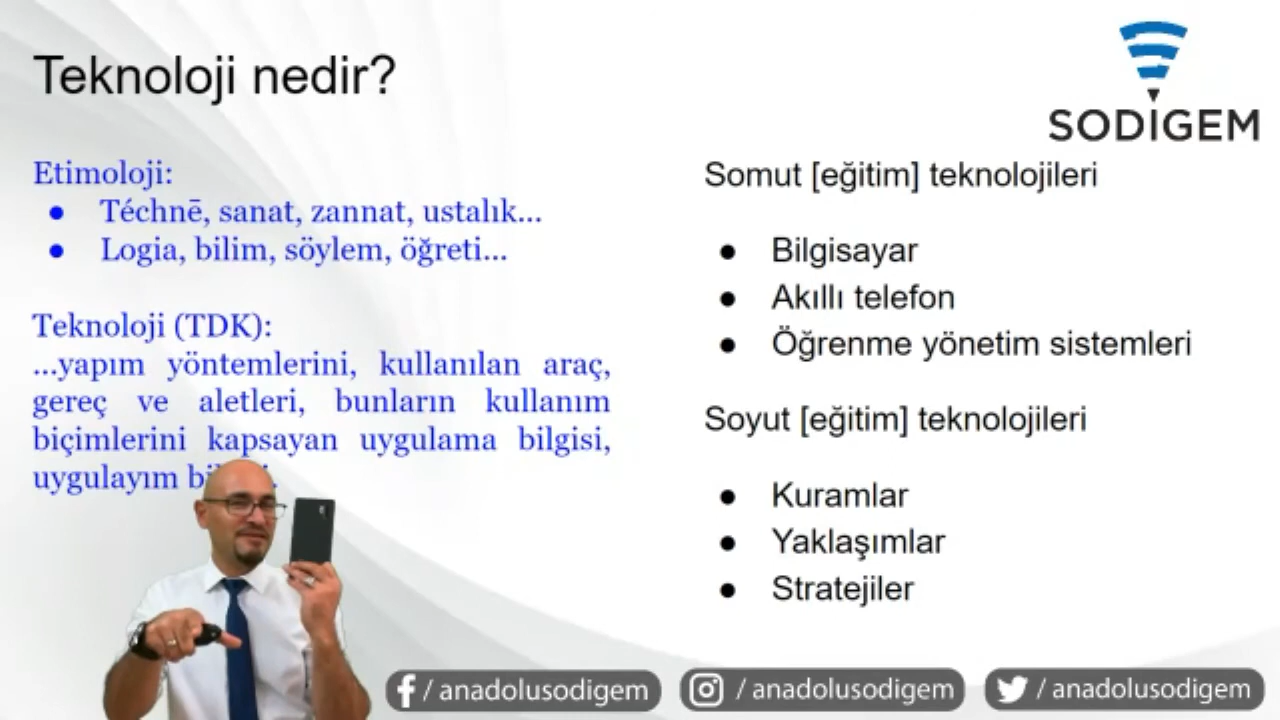 Teknoloji nedir?
SODİGEM
Etimoloji:
● Téchnē, sanat, zannat, ustalık...
● Logia, bilim, söylem, öğreti...
Teknoloji (TDK):
...yapım yöntemlerini, kullanılan araç,
gereç ve aletleri, bunların kullanım
biçimlerini kapsayan uygulama bilgisi,
uygulayım
Somut [eğitim] teknolojileri
● Bilgisayar
● Akıllı telefon
● Öğrenme yönetim sistemleri
Soyut [eğitim] teknolojileri
● Kuramlar
● Yaklaşımlar
● Stratejiler
/ anadolusodigem
/ anadolusodigem
/ anadolusodigem